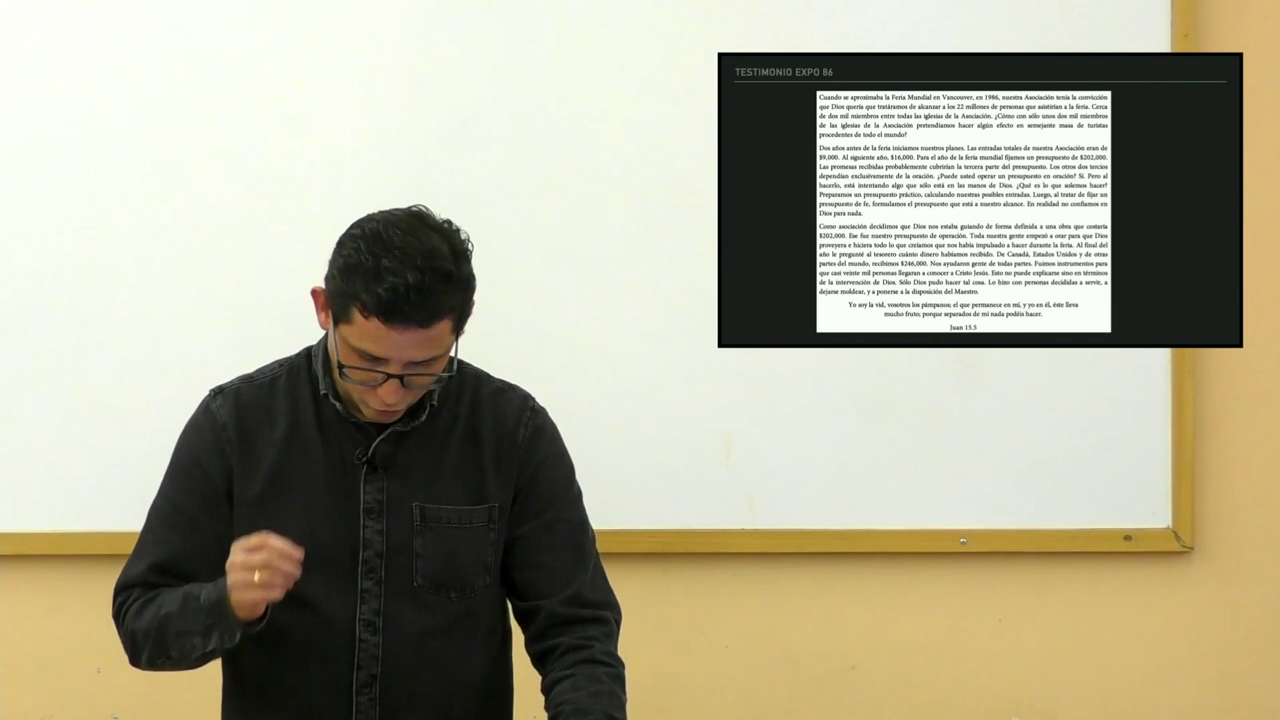 TESTIMONIO EXPO 86
Cuando se aproximaba la Feria Mundial en Vancouver, en 1986, nuestra Asociación tenía la convicción
que Dios quería que tratáramos de alcanzar a los 22 millones de personas que asistirían a la feria. Cerca
de dos mil miembros entre todas las iglesias de la Asociación. ¿Cómo con sólo unos dos mil miembros
de las iglesias de la Asociación pretendíamos hacer algún efecto en semejante masa de turistas
procedentes de todo el mundo?
Dos años antes de la feria iniciamos nuestros planes. Las entradas totales de nuestra Asociación eran de
$9,000. Al siguiente año, $16,000. Para el año de la feria mundial fijamos un presupuesto de $202,000.
Las promesas recibidas probablemente cubrirían la tercera parte del presupuesto. Los otros dos tercios
dependían exclusivamente de la oración. ¿Puede usted operar un presupuesto en oración? Sí. Pero al
hacerlo, está intentando algo que sólo está en las manos de Dios. ¿Qué es lo que solemos hacer?
Preparamos un presupuesto práctico, calculando nuestras posibles entradas. Luego, al tratar de fijar un
presupuesto de fe, formulamos el presupuesto que está a nuestro alcance. En realidad no confiamos en
Dios para nada.
Como asociación decidimos que Dios nos estaba guiando de forma definida a una obra que costaría
$202,000. Ese fue nuestro presupuesto de operación. Toda nuestra gente empezó a orar para que Dios
proveyera e hiciera todo lo que creíamos que nos había impulsado a hacer durante la feria. Al final del
año le pregunté al tesorero cuánto dinero habíamos recibido. De Canadá, Estados Unidos y de otras
partes del mundo, recibimos $246,000. Nos ayudaron gente de todas partes. Fuimos instrumentos para
que casi veinte mil personas llegaran a conocer a Cristo Jesús. Esto no puede explicarse sino en términos
de la intervención de Dios. Sólo Dios pudo hacer tal cosa. Lo hizo con personas decididas a servir, a
dejarse moldear, y a ponerse a la disposición del Maestro.
Yo soy la vid, vosotros los pámpanos; el que permanece en mí, y yo en él, éste lleva
mucho fruto; porque separados de mí nada podéis hacer.
Juan 15.5